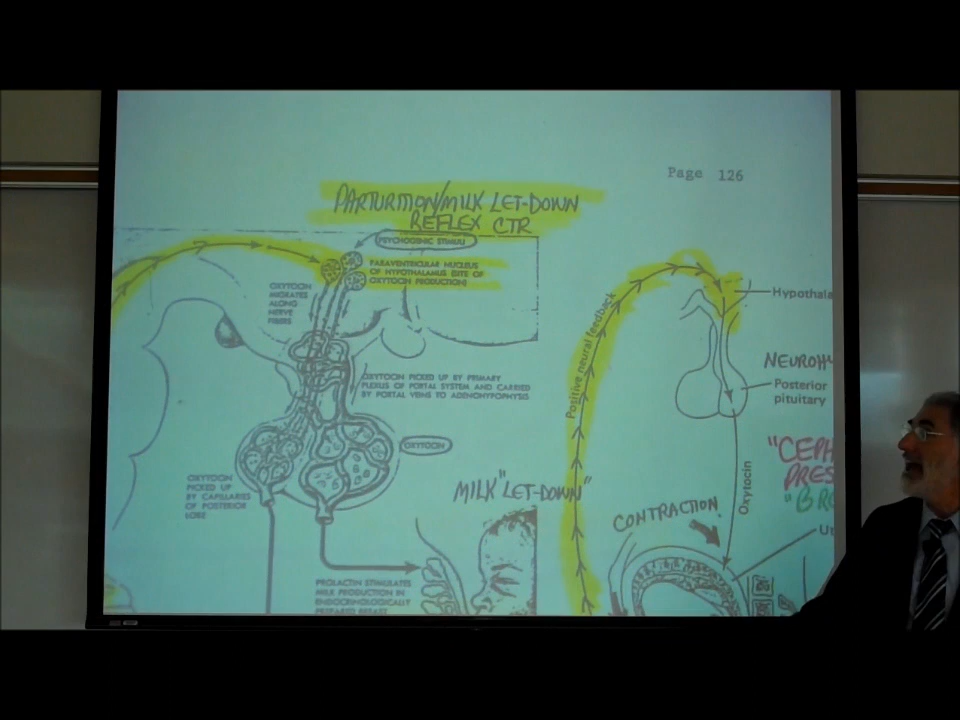 Page 126
PARTURITION/MILK LET-DOWN
REFLEX CTR
PSYCHOGENIC STIMULI
PARAVENTRICULAR NUCLEUS
OF HYPOTHALAMUS (SITE OF
OXYTOCIN PRODUCTION)
OXYTOCIN
MIGRATES
ALONG
NERVE
FIBERS
OXYTOCIN PICKED UP BY PRIMARY
PLEXUS OF PORTAL SYSTEM AND CARRIED
BY PORTAL VEINS TO ADENOHYPOPHYSIS
OXYTOCIN
OXYTOCIN
PICKED UP
BY CAPILLARIES
OF POSTERIOR
LOBE
MILK "LET-DOWN"
PROLACTIN STIMULATES
MILK PRODUCTION IN
ENDOCRINOLOGICALLY
PREPARED BREAST
Positive neural feedback
Hypothala
NEUROHY
Posterior
pituitary
Oxytocin
"CEPH
PRES
"BRO
CONTRACTION
Ut